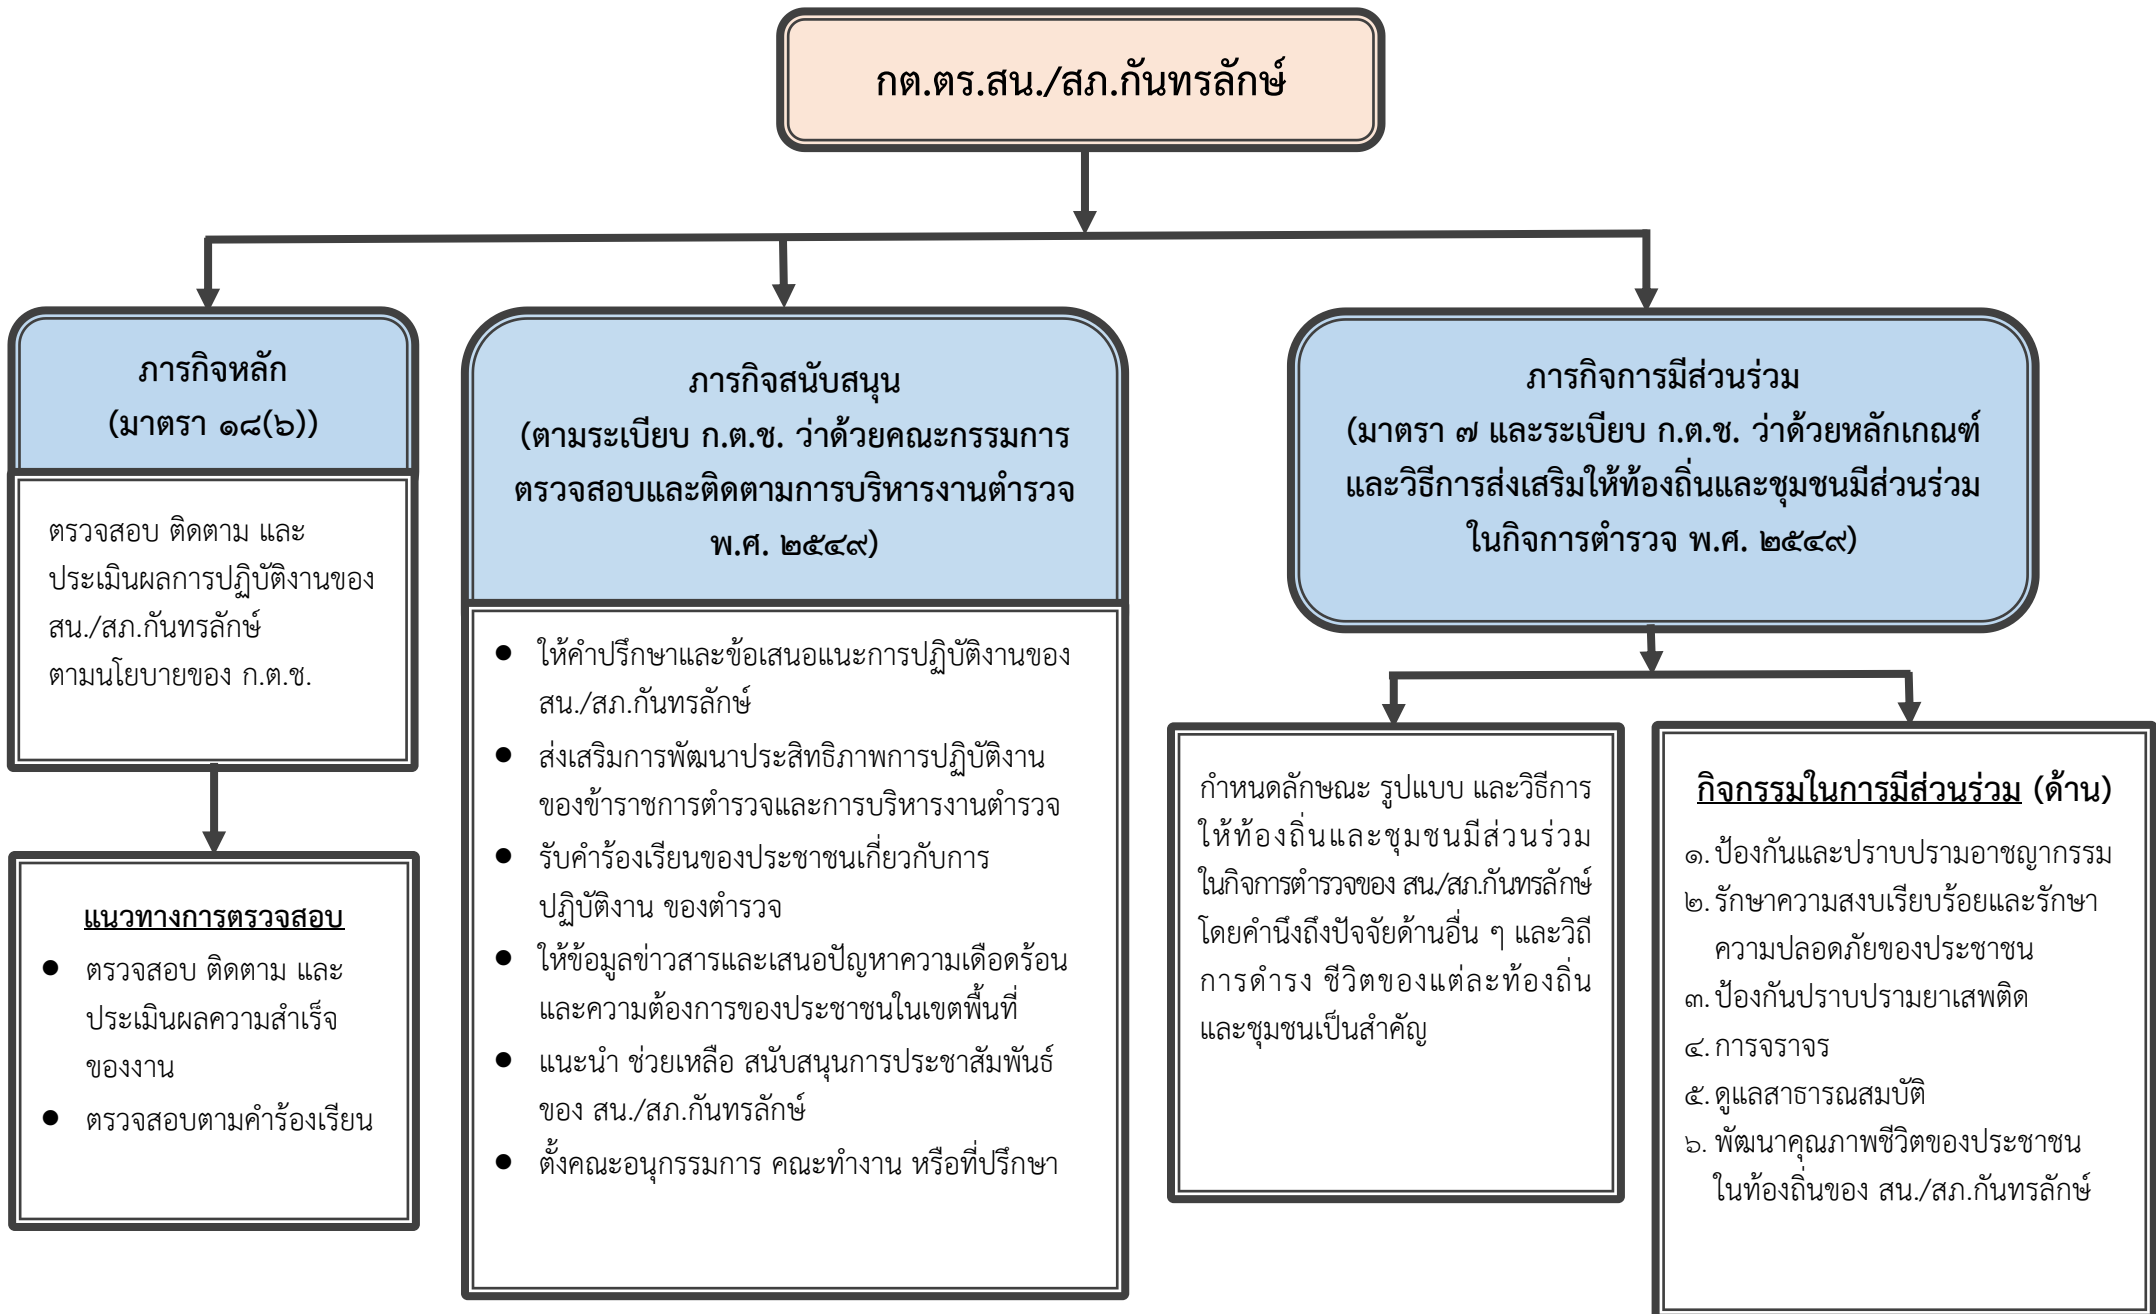 กต.ตร.สน./สภ.กันทรลักษ์
ภารกิจหลัก
(มาตรา ๑๘(๖))
ตรวจสอบ ติดตาม และ
ประเมินผลการปฏิบัติงานของ
สน./สภ.กันทรลักษ์
ตามนโยบายของ ก.ต.ช.
แนวทางการตรวจสอบ
● ตรวจสอบ ติดตาม และ
ประเมินผลความสำเร็จ
ของงาน
● ตรวจสอบตามคำร้องเรียน
ภารกิจสนับสนุน
(ตามระเบียบ ก.ต.ช. ว่าด้วยคณะกรรมการ
ตรวจสอบและติดตามการบริหารงานตำรวจ
พ.ศ. ๒๕๔๙)
● ให้คำปรึกษาและข้อเสนอแนะการปฏิบัติงานของ
สน./สภ.กันทรลักษ์
● ส่งเสริมการพัฒนาประสิทธิภาพการปฏิบัติงาน
ของข้าราชการตำรวจและการบริหารงานตำรวจ
● รับคำร้องเรียนของประชาชนเกี่ยวกับการ
ปฏิบัติงาน ของตำรวจ
● ให้ข้อมูลข่าวสารและเสนอปัญหาความเดือดร้อน
และความต้องการของประชาชนในเขตพื้นที่
● แนะนำ ช่วยเหลือ สนับสนุนการประชาสัมพันธ์
ของ สน./สภ.กันทรลักษ์
● ตั้งคณะอนุกรรมการ คณะทำงาน หรือที่ปรึกษา
ภารกิจการมีส่วนร่วม
(มาตรา ๗ และระเบียบ ก.ต.ช. ว่าด้วยหลักเกณฑ์
และวิธีการส่งเสริมให้ท้องถิ่นและชุมชนมีส่วนร่วม
ในกิจการตำรวจ พ.ศ. ๒๕๔๙)
กำหนดลักษณะ รูปแบบ และวิธีการ
ให้ท้องถิ่นและชุมชนมีส่วนร่วม
ในกิจการตำรวจของ สน./สภ.กันทรลักษ์
โดยคำนึงถึงปัจจัยด้านอื่น ๆ และวิถี
การดำรง ชีวิตของแต่ละท้องถิ่น
และชุมชนเป็นสำคัญ
กิจกรรมในการมีส่วนร่วม (ด้าน)
๑. ป้องกันและปราบปรามอาชญากรรม
๒. รักษาความสงบเรียบร้อยและรักษา
ความปลอดภัยของประชาชน
๓. ป้องกันปราบปรามยาเสพติด
๔. การจราจร
๕. ดูแลสาธารณสมบัติ
๖. พัฒนาคุณภาพชีวิตของประชาชน
ในท้องถิ่นของ สน./สภ.กันทรลักษ์